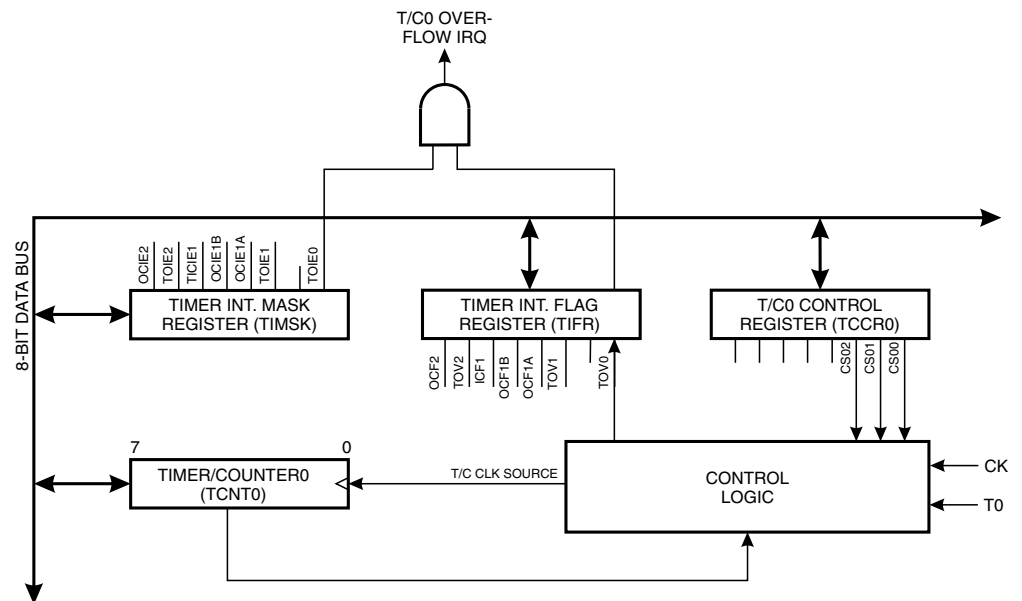 T/C0 OVER-
FLOW IRQ
8-BIT DATA BUS
OCIE2
TOIE2
TICIE1
OCIE1B
OCIE1A
TOIE1
TOIE0
TIMER INT. MASK
REGISTER (TIMSK)
TIMER INT. FLAG
REGISTER (TIFR)
T/C0 CONTROL
REGISTER (TCCR0)
OCF2
TOV2
ICF1
OCF1B
OCF1A
TOV1
TOV0
CS02
CS01
CS00
7
0
TIMER/COUNTER0
(TCNT0)
T/C CLK SOURCE
CONTROL
LOGIC
CK
T0